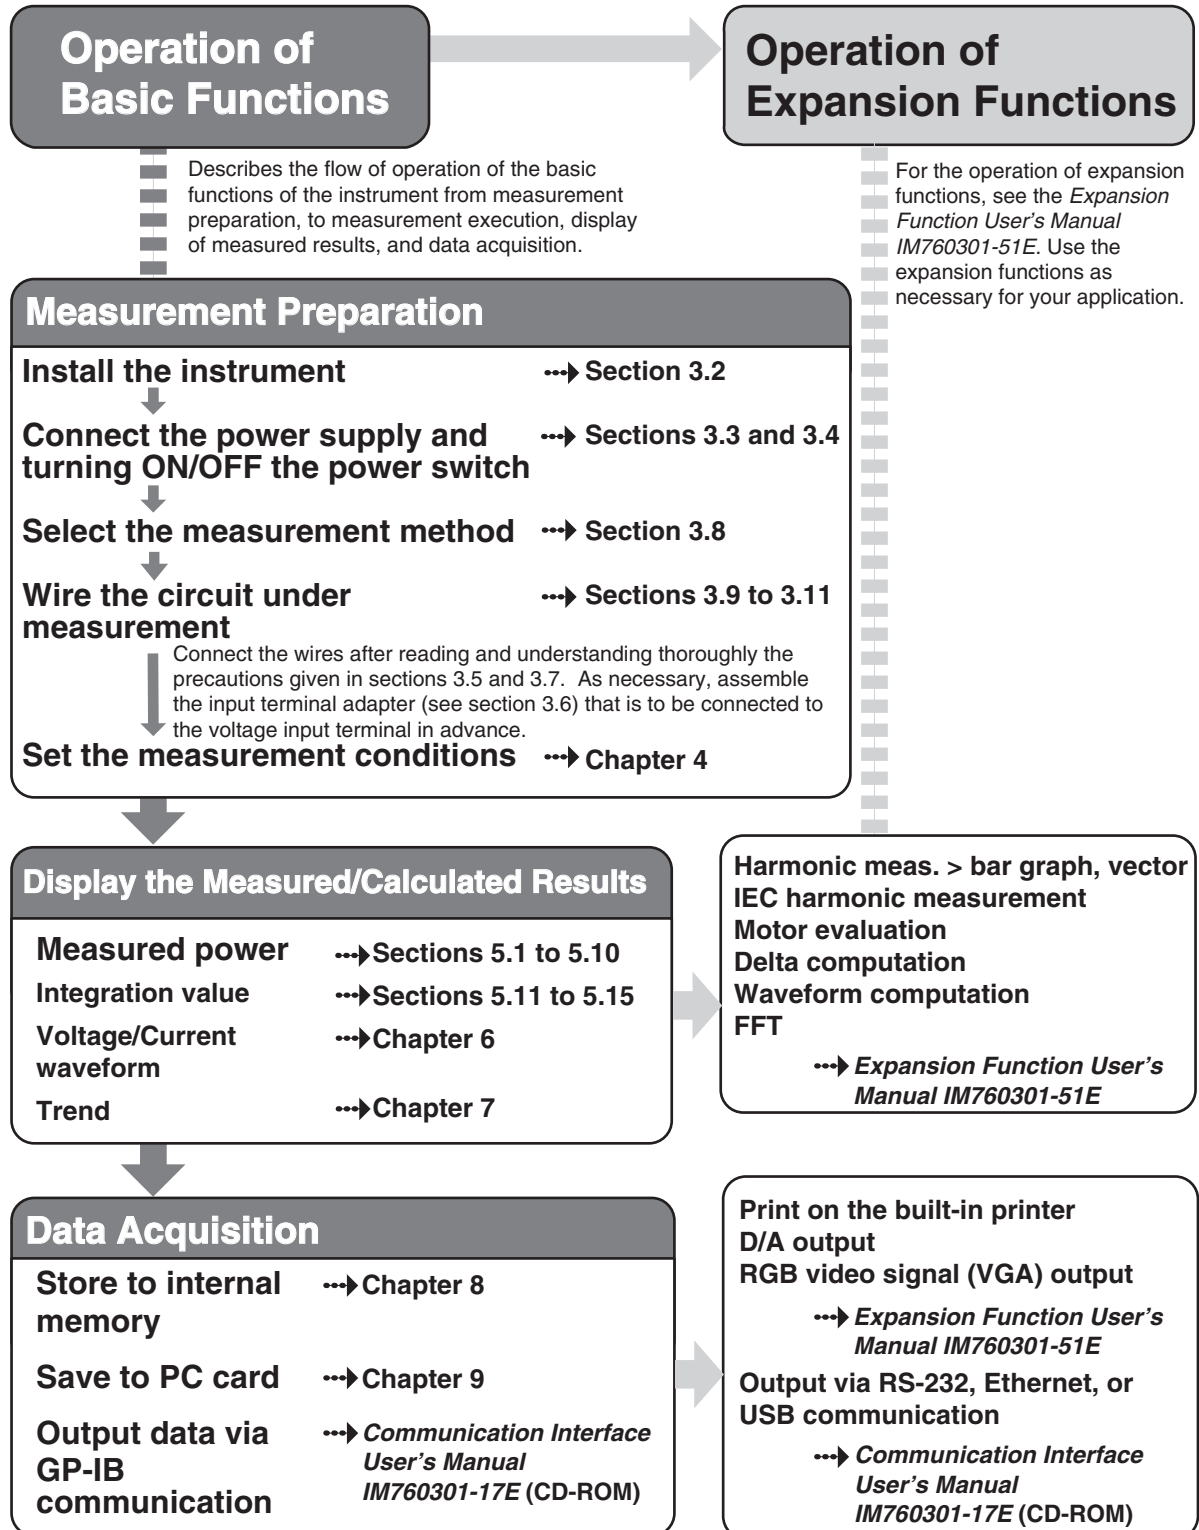 Operation of
Basic Functions
Operation of
Expansion Functions
Describes the flow of operation of the basic
functions of the instrument from measurement
preparation, to measurement execution, display
of measured results, and data acquisition.
For the operation of expansion
functions, see the Expansion
Function User's Manual
IM760301-51E. Use the
expansion functions as
necessary for your application.
Measurement Preparation
Install the instrument
Section 3.2
Connect the power supply and
turning ON/OFF the power switch
Sections 3.3 and 3.4
Select the measurement method
Section 3.8
Wire the circuit under
measurement
Sections 3.9 to 3.11
Connect the wires after reading and understanding thoroughly the
precautions given in sections 3.5 and 3.7. As necessary, assemble
the input terminal adapter (see section 3.6) that is to be connected to
the voltage input terminal in advance.
Set the measurement conditions
Chapter 4
Display the Measured/Calculated Results
Measured power
Sections 5.1 to 5.10
Integration value
Sections 5.11 to 5.15
Voltage/Current
waveform
Chapter 6
Trend
Chapter 7
Harmonic meas. > bar graph, vector
IEC harmonic measurement
Motor evaluation
Delta computation
Waveform computation
FFT
Expansion Function User's
Manual IM760301-51E
Data Acquisition
Store to internal
memory
Chapter 8
Save to PC card
Chapter 9
Output data via
GP-IB
communication
Communication Interface
User's Manual
IM760301-17E (CD-ROM)
Print on the built-in printer
D/A output
RGB video signal (VGA) output
Expansion Function User's
Manual IM760301-51E
Output via RS-232, Ethernet, or
USB communication
Communication Interface
User's Manual
IM760301-17E (CD-ROM)